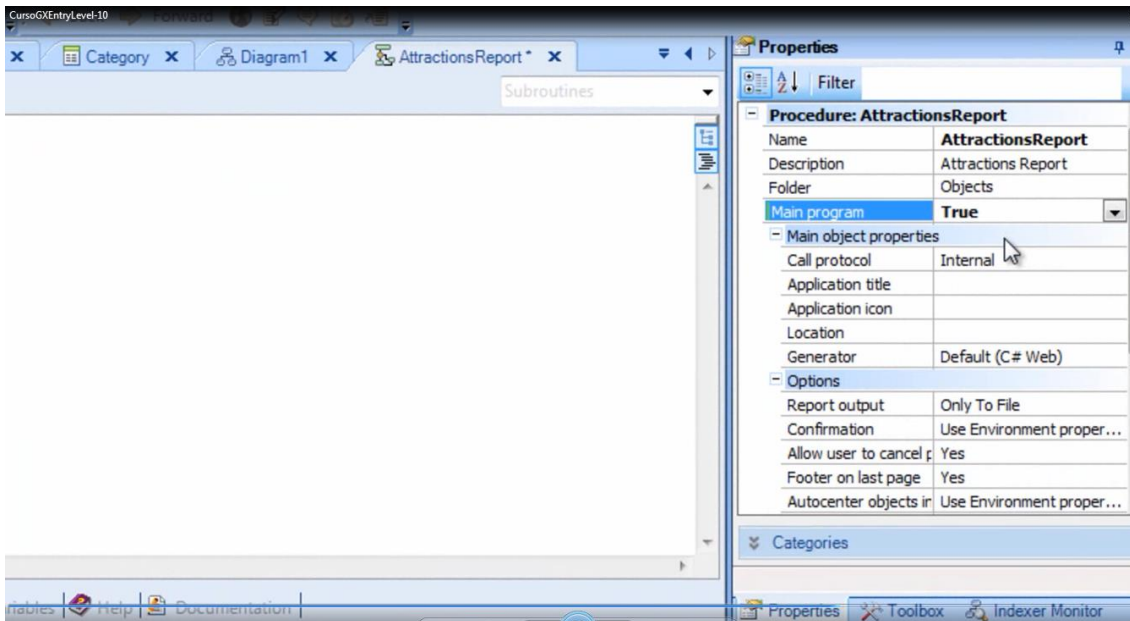 CursoGXEntryLevel-10
Forward
Category
Diagram1
AttractionsReport *
Subroutines
Properties
Filter
Procedure: AttractionsReport
Name AttractionsReport
Description Attractions Report
Folder Objects
Main program True
Main object properties
Call protocol Internal
Application title
Application icon
Location
Generator Default (C# Web)
Options
Report output Only To File
Confirmation Use Environment proper...
Allow user to cancel p Yes
Footer on last page Yes
Autocenter objects in Use Environment proper...
Categories
riables Help Documentation
Properties Toolbox Indexer Monitor